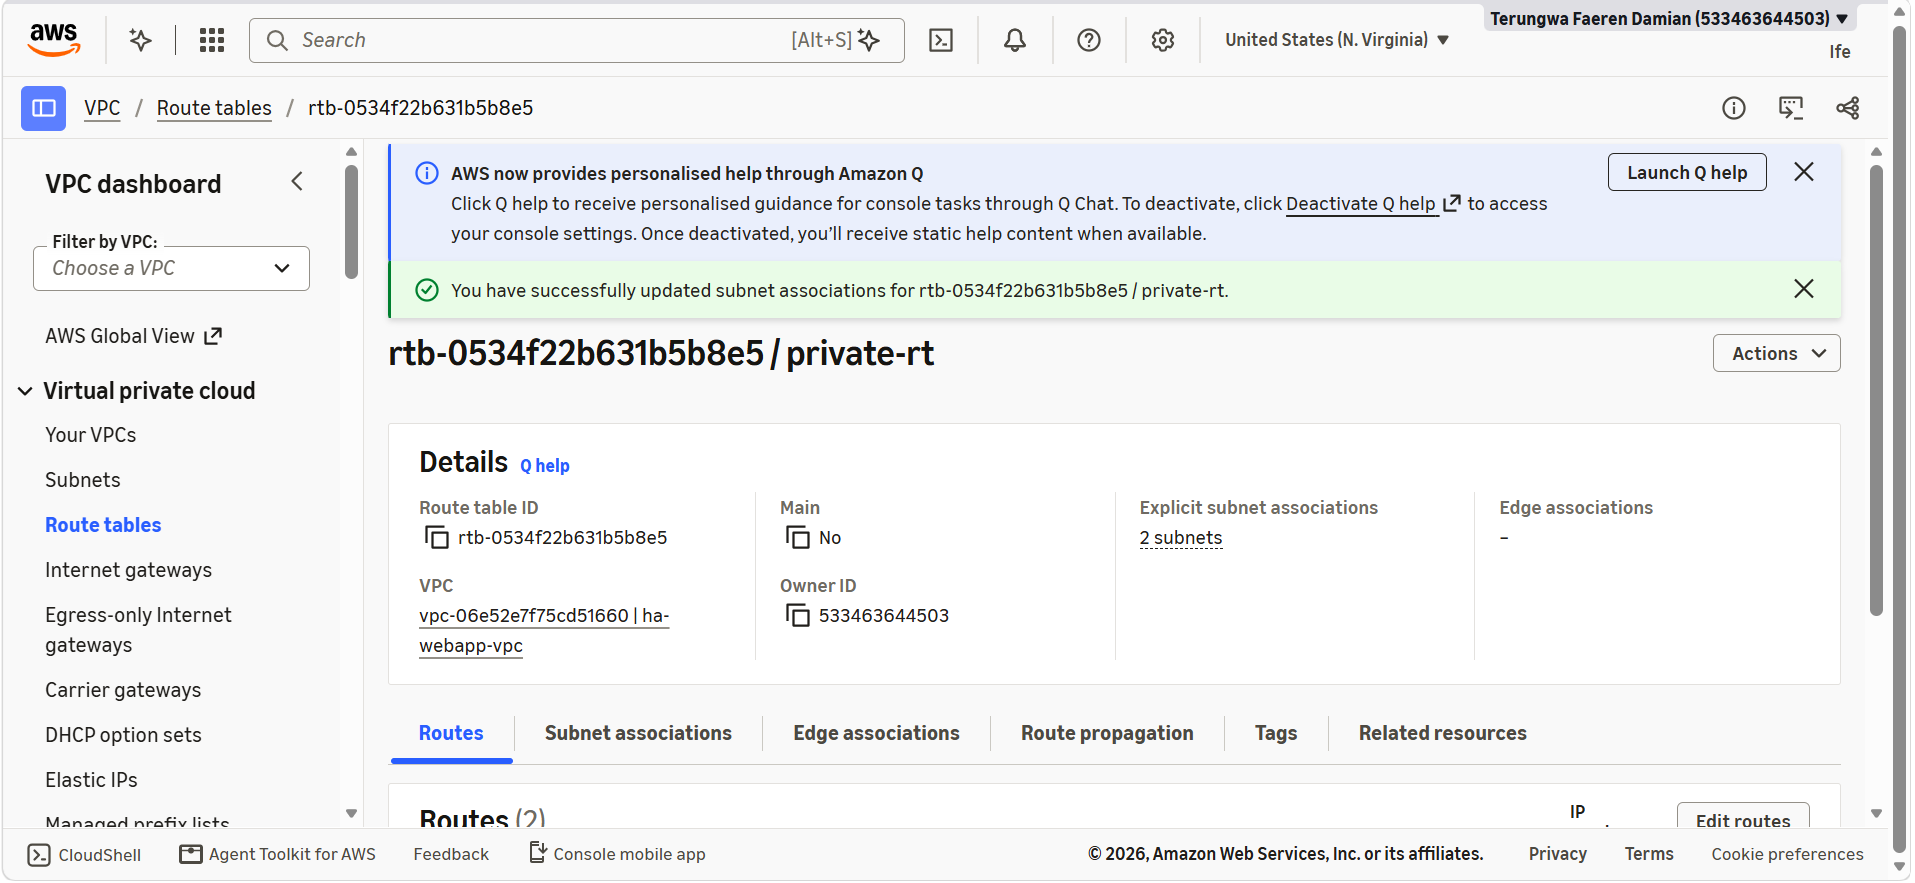 aws
Search
[Alt+S]
United States (N. Virginia)
Terungwa Faeren Damian (533463644503)
Ife
VPC / Route tables / rtb-0534f22b631b5b8e5
VPC dashboard
Filter by VPC:
Choose a VPC
AWS Global View
Virtual private cloud
Your VPCs
Subnets
Route tables
Internet gateways
Egress-only Internet
gateways
Carrier gateways
DHCP option sets
Elastic IPs
Managed prefix lists
AWS now provides personalised help through Amazon Q
Click Q help to receive personalised guidance for console tasks through Q Chat. To deactivate, click Deactivate Q help to access
your console settings. Once deactivated, you'll receive static help content when available.
Launch Q help
You have successfully updated subnet associations for rtb-0534f22b631b5b8e5 / private-rt.
rtb-0534f22b631b5b8e5 / private-rt
Actions
Details Q help
Route table ID
rtb-0534f22b631b5b8e5
Main
No
Explicit subnet associations
2 subnets
Edge associations
–
VPC
vpc-06e52e7f75cd51660 | ha-
webapp-vpc
Owner ID
533463644503
Routes
Subnet associations
Edge associations
Route propagation
Tags
Related resources
Routes (2)
IP
Edit routes
CloudShell
Agent Toolkit for AWS
Feedback
Console mobile app
© 2026, Amazon Web Services, Inc. or its affiliates.
Privacy
Terms
Cookie preferences